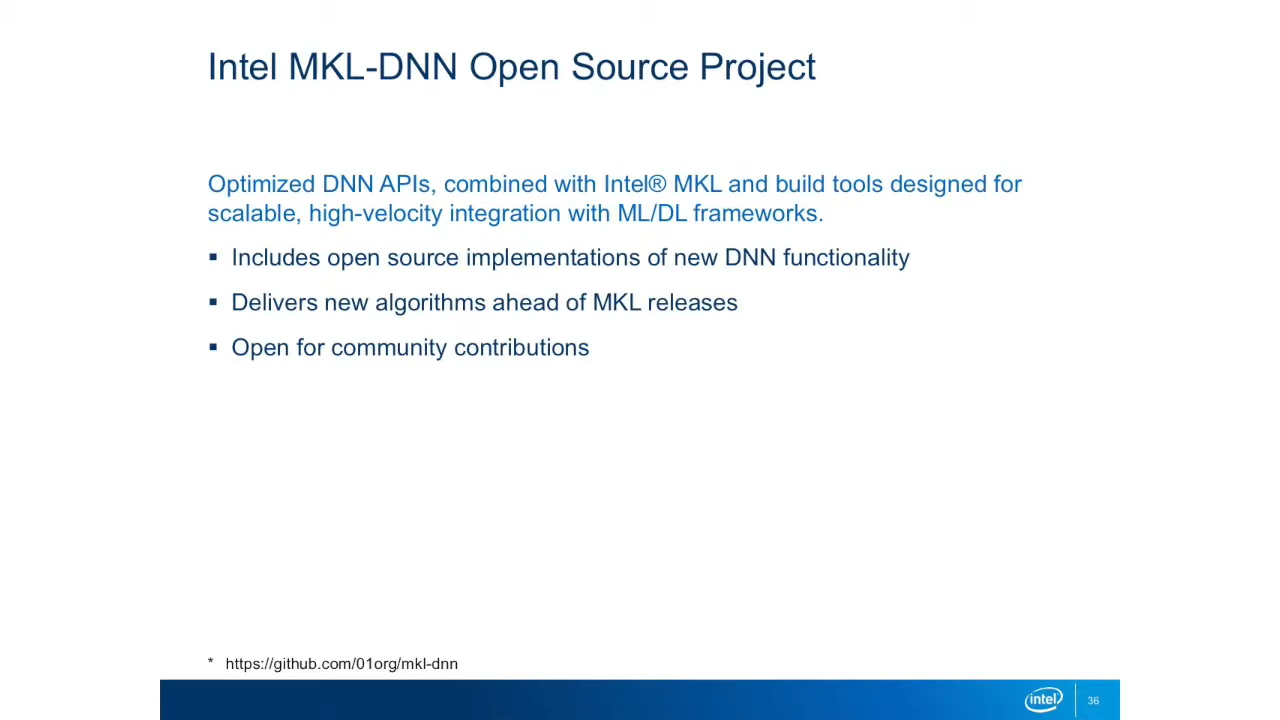 Intel MKL-DNN Open Source Project
Optimized DNN APIs, combined with Intel® MKL and build tools designed for
scalable, high-velocity integration with ML/DL frameworks.
▪ Includes open source implementations of new DNN functionality
▪ Delivers new algorithms ahead of MKL releases
▪ Open for community contributions
* https://github.com/01org/mkl-dnn
intel 36